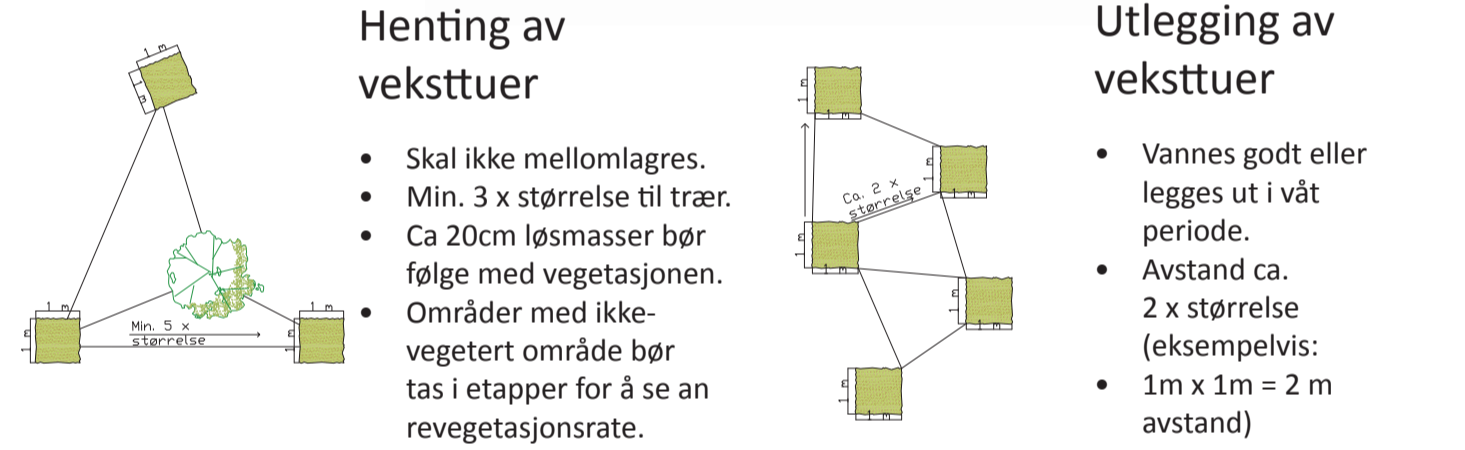 Henting av
veksttuer
• Skal ikke mellomlagres.
• Min. 3 x størrelse til trær.
• Ca 20cm løsmasser bør
følge med vegetasjonen.
• Områder med ikke-
vegetert område bør
tas i etapper for å se an
revegetasjonsrate.
1 m
1 m
1 m
1 m
1 m
1 m
Min. 5 x
størrelse
Utlegging av
veksttuer
• Vannes godt eller
legges ut i våt
periode.
• Avstand ca.
2 x størrelse
(eksempelvis:
• 1m x 1m = 2 m
avstand)
1 m
1 m
1 m
1 m
Ca. 2 x
størrelse
1 m
1 m
1 m
1 m
1 m
1 m